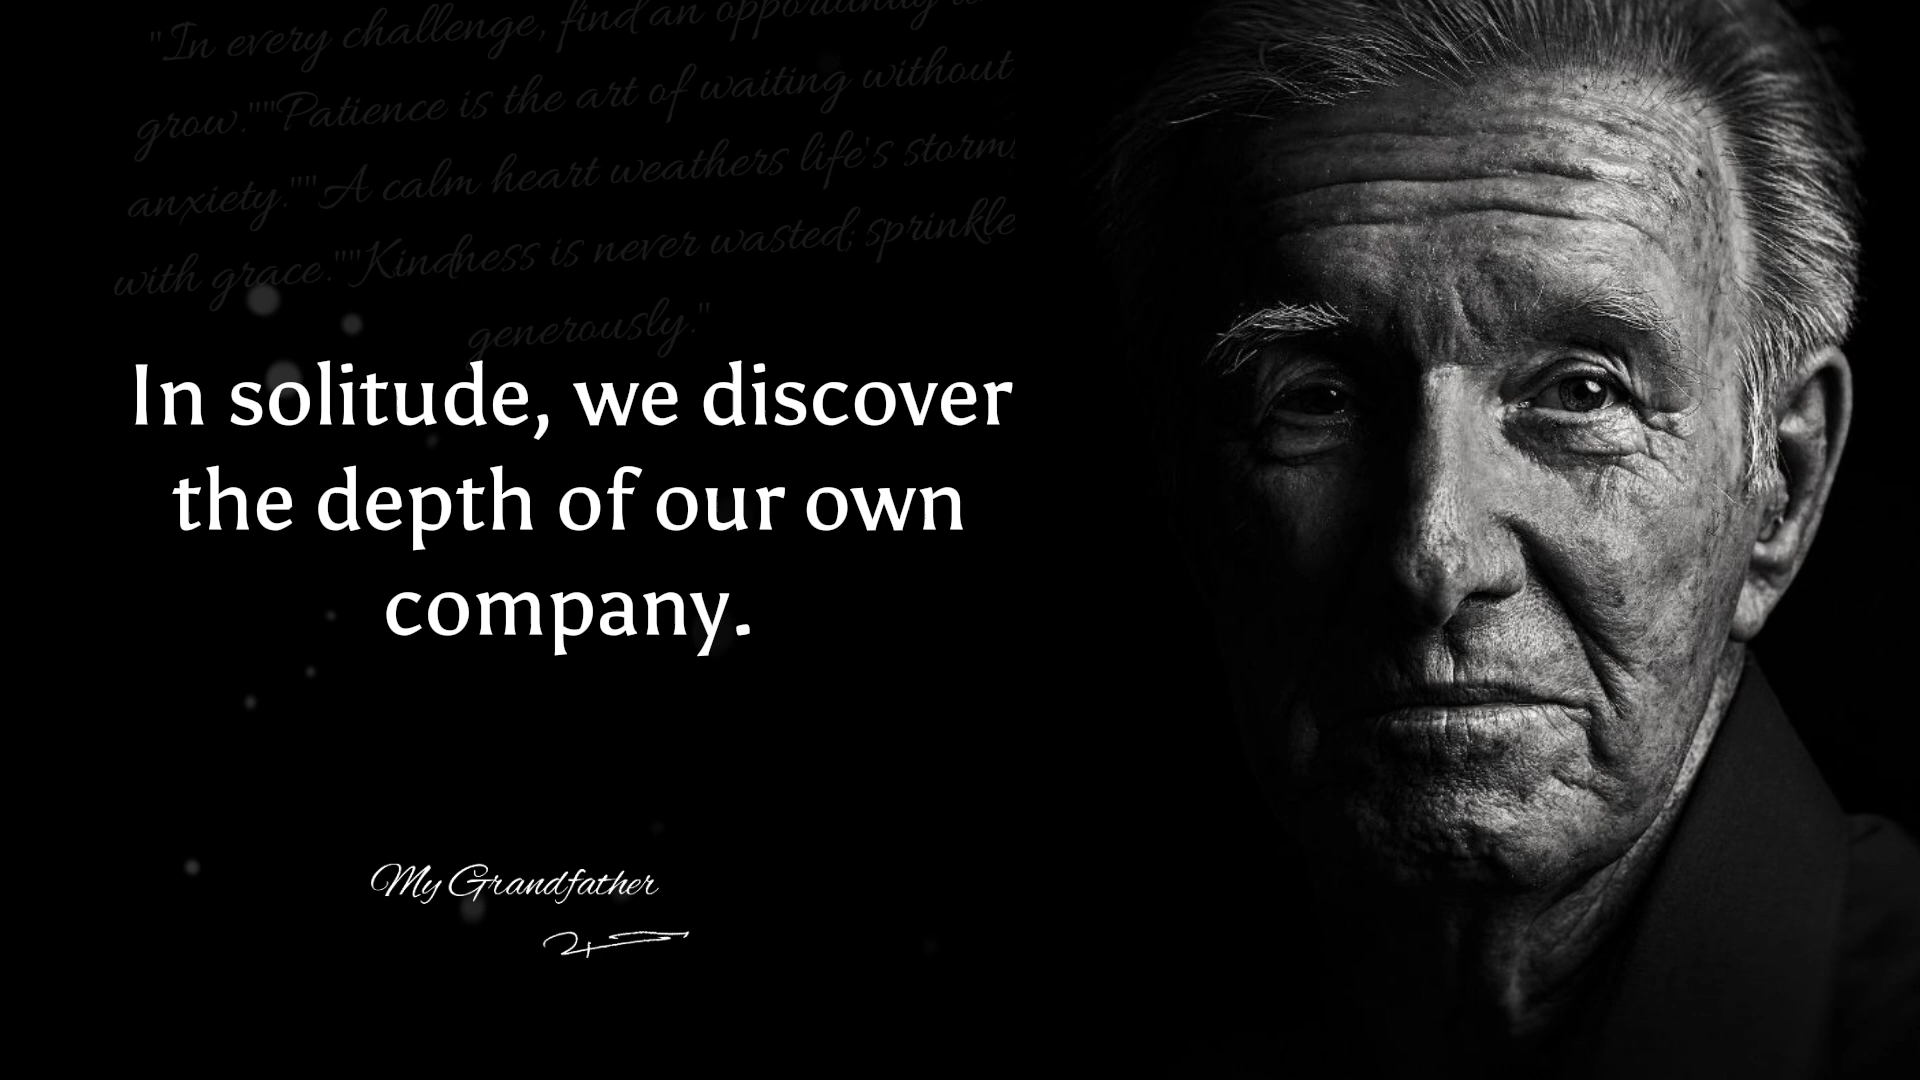 "In every challenge, find an opportunity to
grow.""Patience is the art of waiting without
anxiety.""A calm heart weathers life's storms
with grace.""Kindness is never wasted; sprinkle
generously."
In solitude, we discover
the depth of our own
company.
My Grandfather